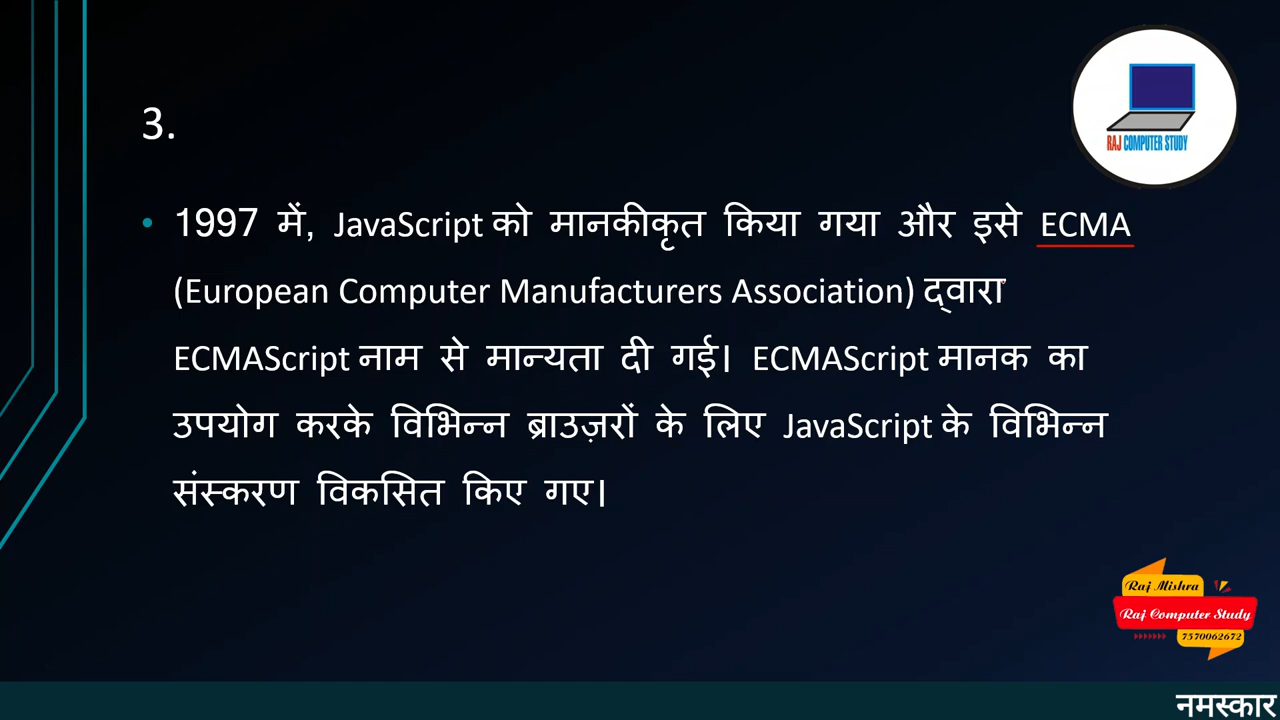 RAJ COMPUTER STUDY
3.
• 1997 में, JavaScript को मानकीकृत किया गया और इसे ECMA
(European Computer Manufacturers Association) द्वारा
ECMAScript नाम से मान्यता दी गई। ECMAScript मानक का
उपयोग करके विभिन्न ब्राउज़रों के लिए JavaScript के विभिन्न
संस्करण विकसित किए गए।
Raj Mishra
Raj Computer Study
7570062672
नमस्कार